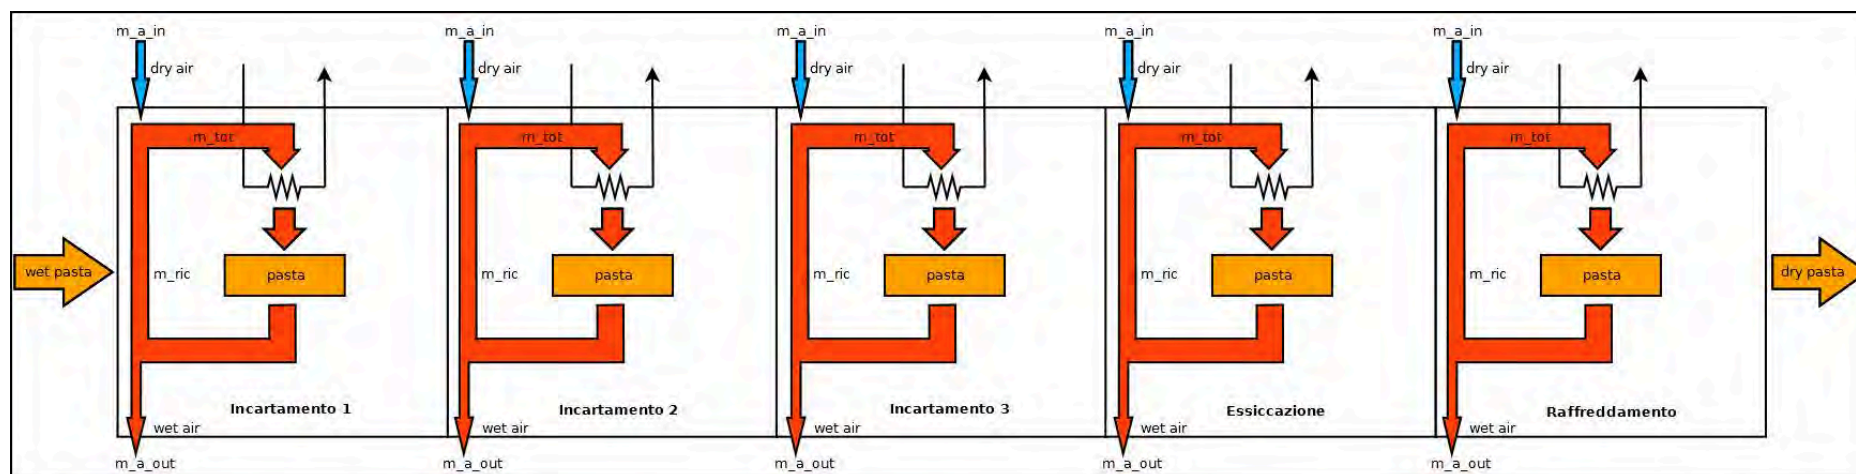 m_a_in m_a_in m_a_in m_a_in m_a_in
dry air dry air dry air dry air dry air
m_tot m_tot m_tot m_tot m_tot
wet pasta m_ric pasta m_ric pasta m_ric pasta m_ric pasta m_ric pasta dry pasta
Incartamento 1 Incartamento 2 Incartamento 3 Essiccazione Raffreddamento
wet air wet air wet air wet air wet air
m_a_out m_a_out m_a_out m_a_out m_a_out